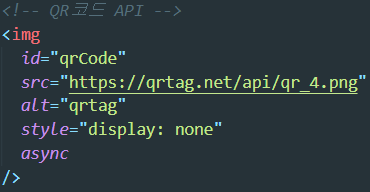 <!-- QR코드 API -->
<img
id="qrCode"
src="https://qrtag.net/api/qr_4.png"
alt="qrtag"
style="display: none"
async
/>